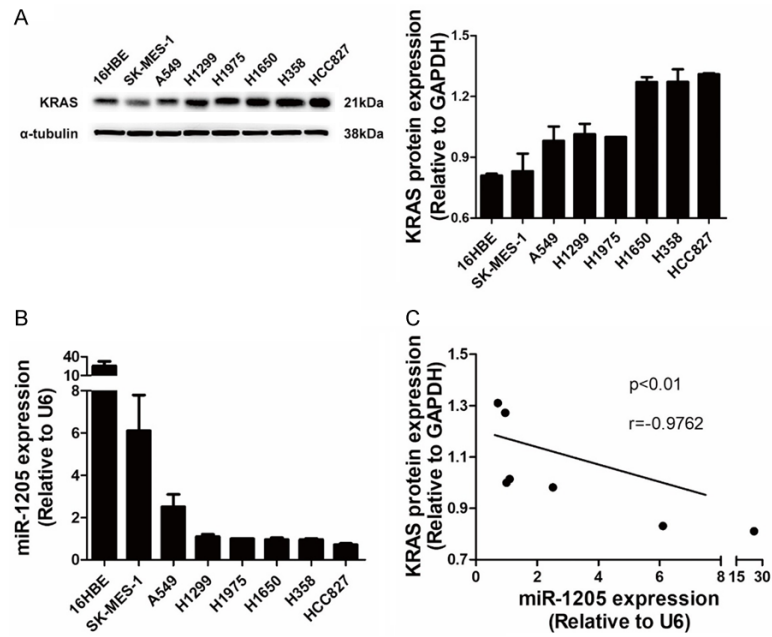 A
16HBE
SK-MES-1
A549
H1299
H1975
H1650
H358
HCC827
KRAS
21kDa
α-tubulin
38kDa
KRAS protein expression
(Relative to GAPDH)
1.5
1.2
0.9
0.6
16HBE
SK-MES-1
A549
H1299
H1975
H1650
H358
HCC827
B
miR-1205 expression
(Relative to U6)
40
10
8
6
4
2
0
16HBE
SK-MES-1
A549
H1299
H1975
H1650
H358
HCC827
C
KRAS protein expression
(Relative to GAPDH)
1.5
1.3
1.1
0.9
0.7
p<0.01
r=-0.9762
0 2 4 6 8 15 30
miR-1205 expression
(Relative to U6)